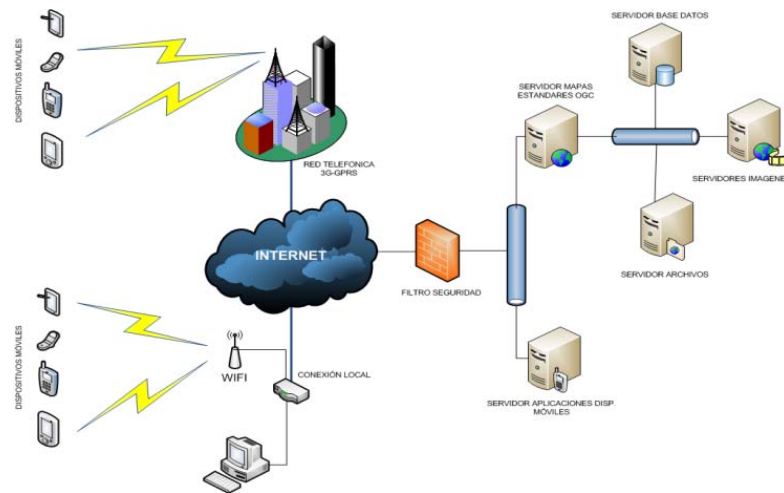 DISPOSITIVOS MÓVILES
RED TELEFONICA
3G-GPRS
SERVIDOR BASE DATOS
SERVIDOR MAPAS
ESTANDARES OGC
SERVIDORES IMAGENE
SERVIDOR ARCHIVOS
INTERNET
FILTRO SEGURIDAD
DISPOSITIVOS MÓVILES
WIFI
CONEXIÓN LOCAL
SERVIDOR APLICACIONES DISP.
MÓVILES